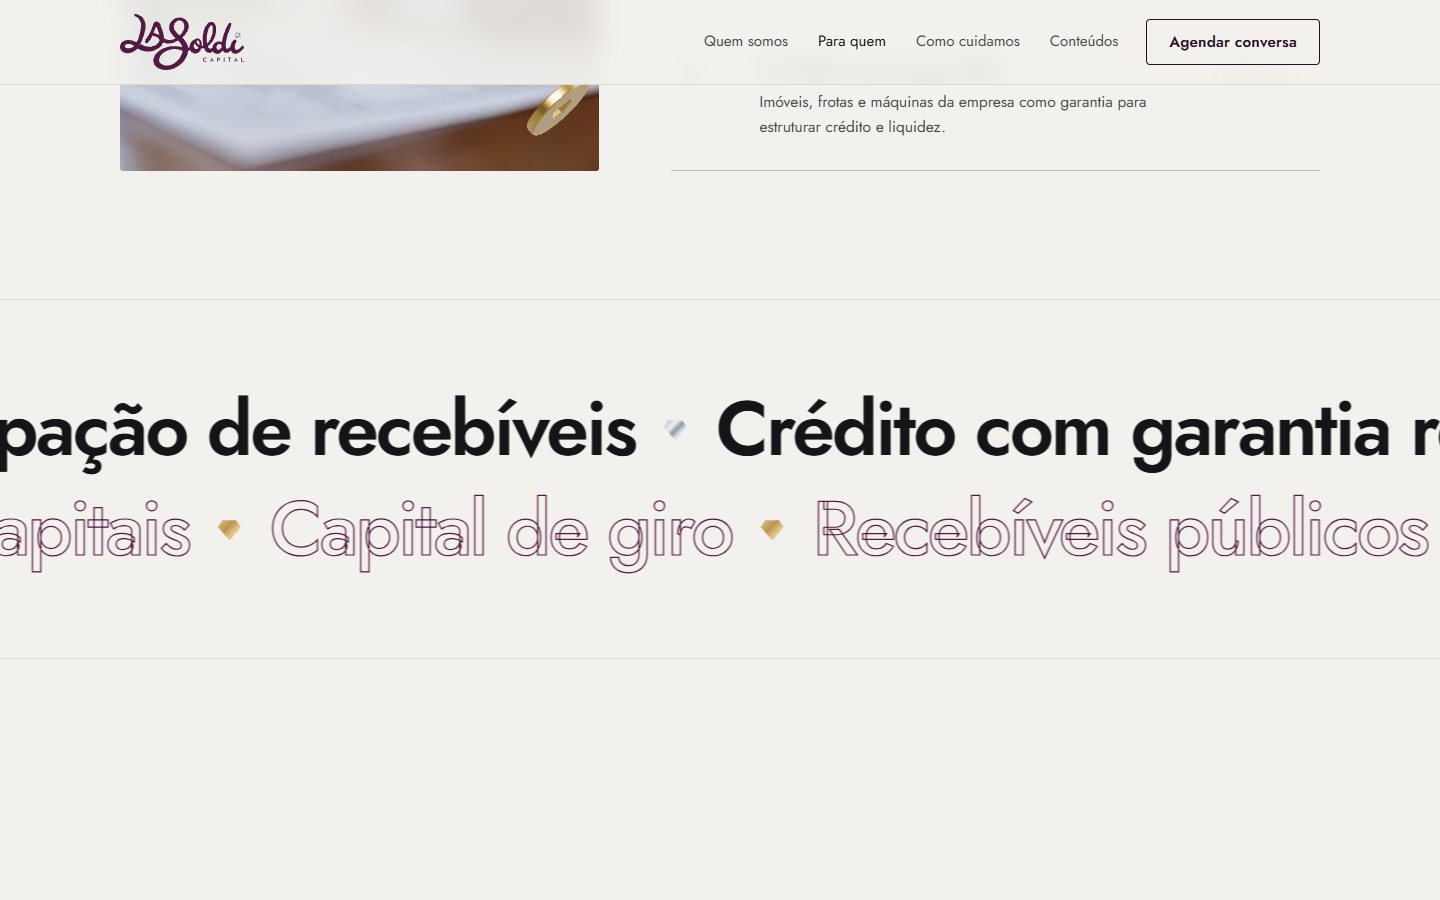 LASoldi
CAPITAL
Quem somos
Para quem
Como cuidamos
Conteúdos
Agendar conversa
Imóveis, frotas e máquinas da empresa como garantia para
estruturar crédito e liquidez.
pação de recebíveis
Crédito com garantia re
apitais
Capital de giro
Recebíveis públicos